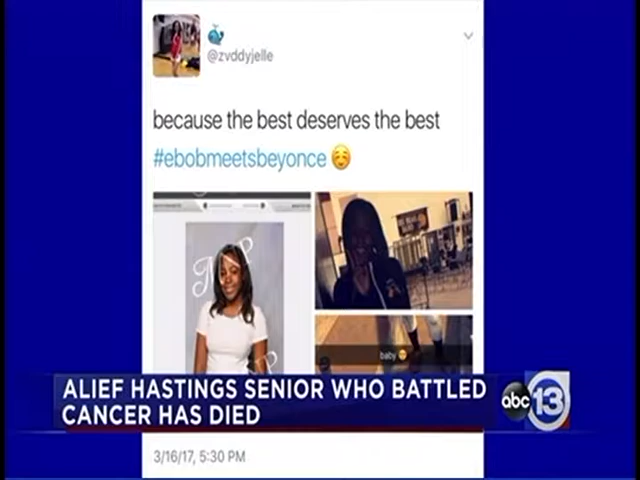 @zvddyjelle
because the best deserves the best
#ebobmeetsbeyonce
baby
ALIEF HASTINGS SENIOR WHO BATTLED
CANCER HAS DIED
abc 13
3/16/17, 5:30 PM